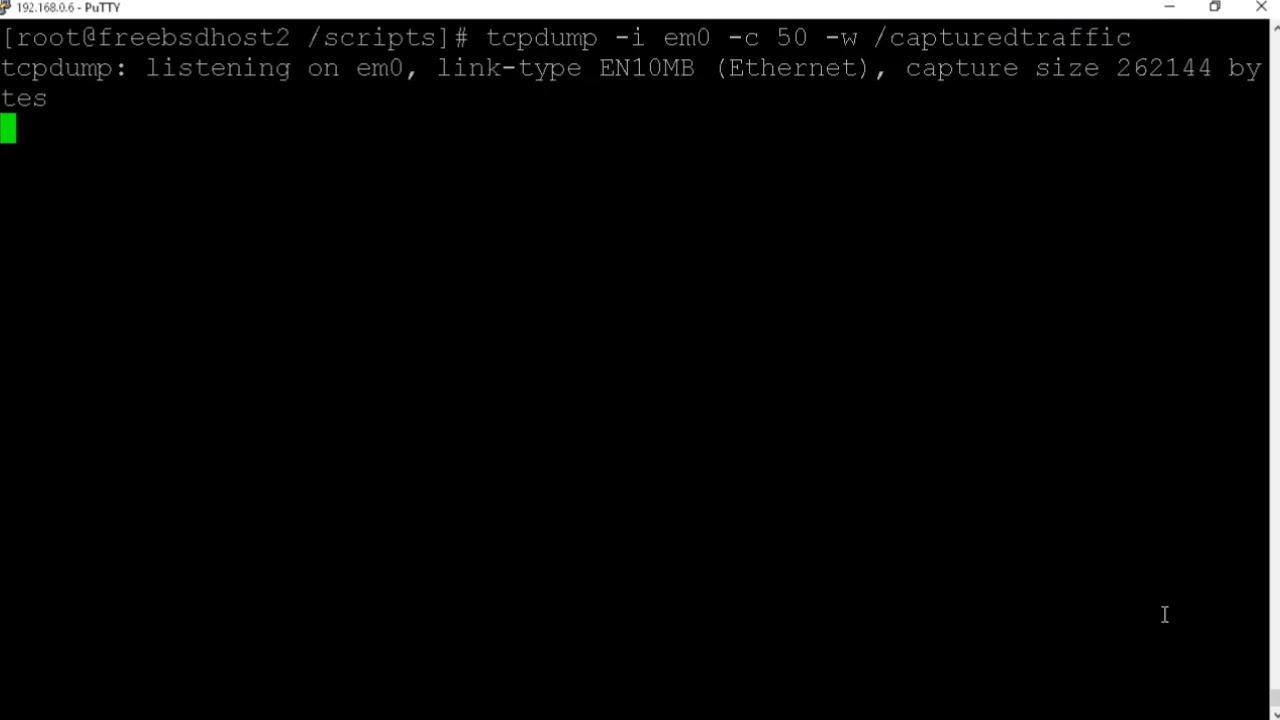 192.168.0.6 - PuTTY
[root@freebsdhost2 /scripts]# tcpdump -i em0 -c 50 -w /capturedtraffic
tcpdump: listening on em0, link-type EN10MB (Ethernet), capture size 262144 by
tes